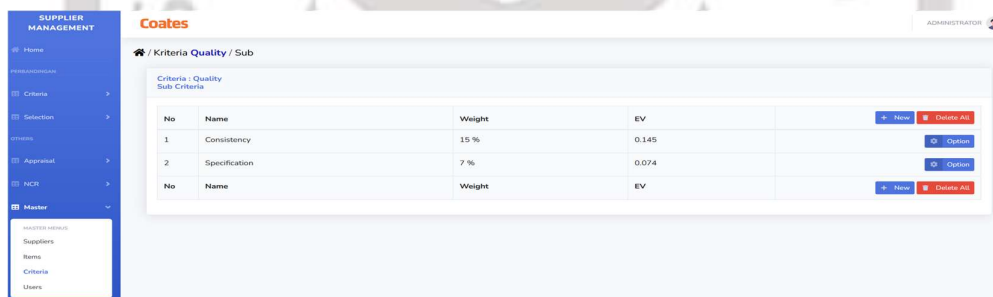 SUPPLIER
MANAGEMENT
Coates
ADMINISTRATOR
Home
/ Kriteria Quality / Sub
PERBANDINGAN
Criteria
Selection
OTHERS
Appraisal
NCR
Master
MASTER MENUS
Suppliers
Items
Criteria
Users
Criteria : Quality
Sub Criteria
No Name Weight EV + New Delete All
1 Consistency 15 % 0.145 Option
2 Specification 7 % 0.074 Option
No Name Weight EV + New Delete All